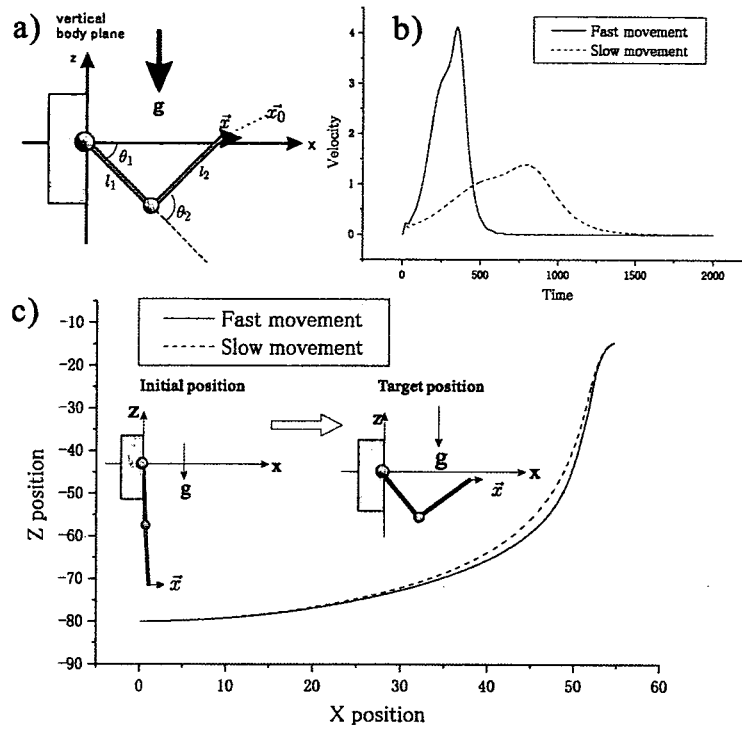 a)
vertical
body plane
z
g
x⃗
x⃗0
x
θ1
l1
l2
θ2
b)
Fast movement
Slow movement
Velocity
4
3
2
1
0
0
500
1000
1500
2000
Time
c)
Fast movement
Slow movement
Initial position
Target position
z
g
x
x⃗
z
g
x
x⃗
Z position
-10
-20
-30
-40
-50
-60
-70
-80
-90
0
10
20
30
40
50
60
X position